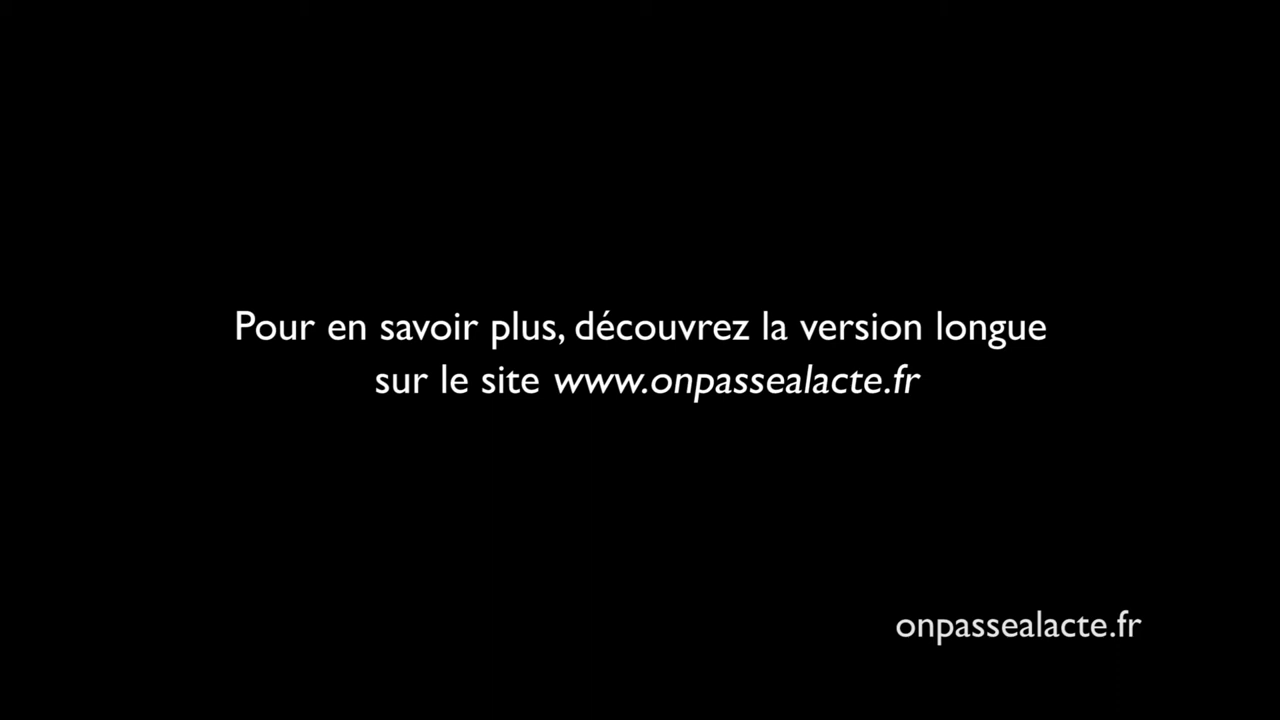 Pour en savoir plus, découvrez la version longue
sur le site www.onpassealacte.fr
onpassealacte.fr